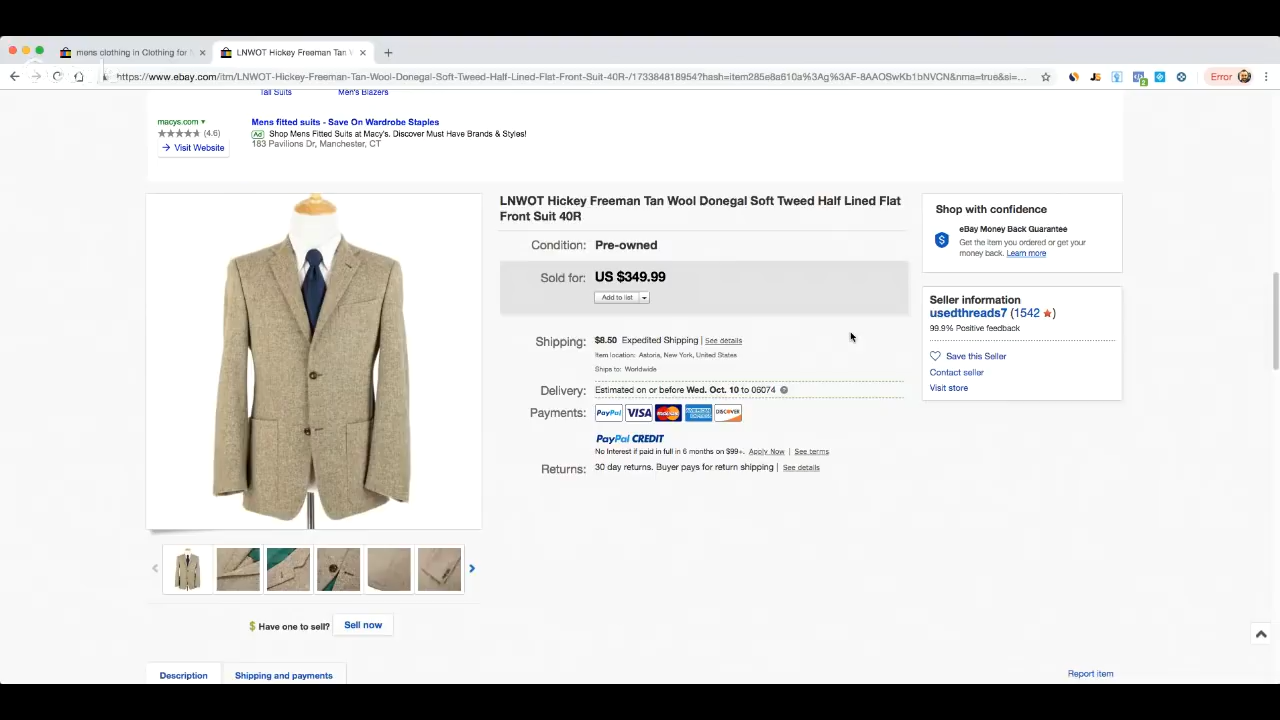 mens clothing in Clothing for
LNWOT Hickey Freeman Tan
https://www.ebay.com/itm/LNWOT-Hickey-Freeman-Tan-Wool-Donegal-Soft-Tweed-Half-Lined-Flat-Front-Suit-40R-/173384818954?hash=item285e8a610a%3Ag%3AF-8AAOSwKb1bNVCN&nma=true&si=...
Error
Tall Suits
Men's Blazers
macys.com
(4.6)
Visit Website
Mens fitted suits - Save On Wardrobe Staples
Ad Shop Mens Fitted Suits at Macy's. Discover Must Have Brands & Styles!
183 Pavilions Dr, Manchester, CT
LNWOT Hickey Freeman Tan Wool Donegal Soft Tweed Half Lined Flat
Front Suit 40R
Condition: Pre-owned
Sold for: US $349.99
Add to list
Shipping: $8.50 Expedited Shipping | See details
Item location: Astoria, New York, United States
Ships to: Worldwide
Delivery: Estimated on or before Wed. Oct. 10 to 06074
Payments: PayPal VISA MasterCard AMERICAN EXPRESS DISCOVER
PayPal CREDIT
No Interest if paid in full in 6 months on $99+. Apply Now | See terms
Returns: 30 day returns. Buyer pays for return shipping | See details
Shop with confidence
eBay Money Back Guarantee
Get the item you ordered or get your
money back. Learn more
Seller information
usedthreads7 (1542)
99.9% Positive feedback
Save this Seller
Contact seller
Visit store
$ Have one to sell? Sell now
Description
Shipping and payments
Report item